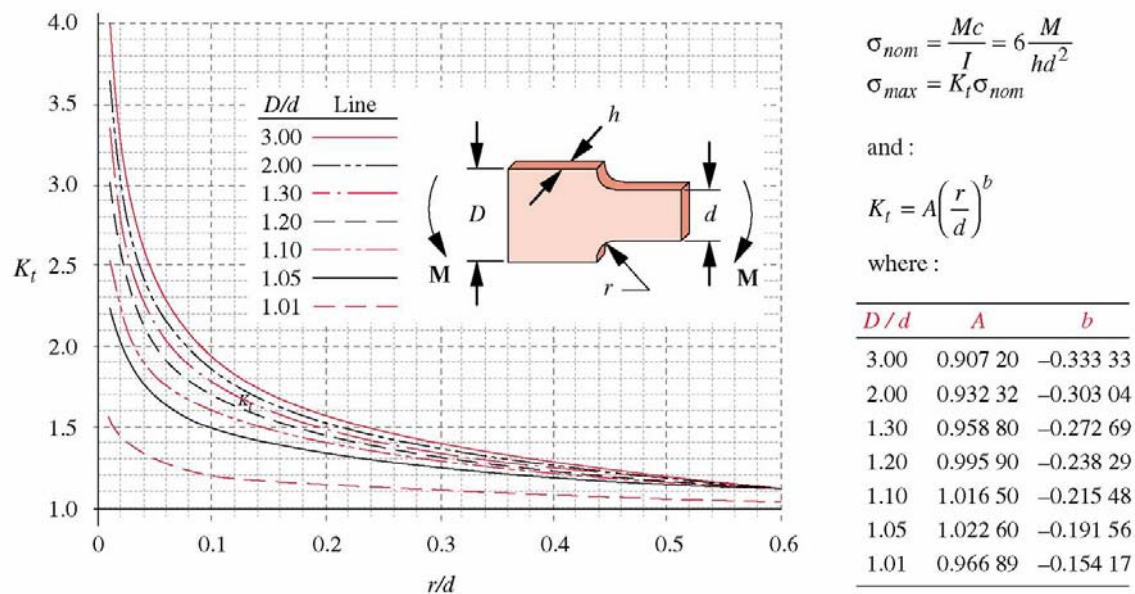 4.0
3.5
3.0
2.5
2.0
1.5
1.0
K_t
0 0.1 0.2 0.3 0.4 0.5 0.6
r/d
D/d Line
3.00
2.00
1.30
1.20
1.10
1.05
1.01
K_t
h
D
d
M
M
r
σ_nom = Mc/I = 6 M/hd²
σ_max = K_t σ_nom
and :
K_t = A(r/d)^b
where :
D / d A b
3.00 0.907 20 –0.333 33
2.00 0.932 32 –0.303 04
1.30 0.958 80 –0.272 69
1.20 0.995 90 –0.238 29
1.10 1.016 50 –0.215 48
1.05 1.022 60 –0.191 56
1.01 0.966 89 –0.154 17